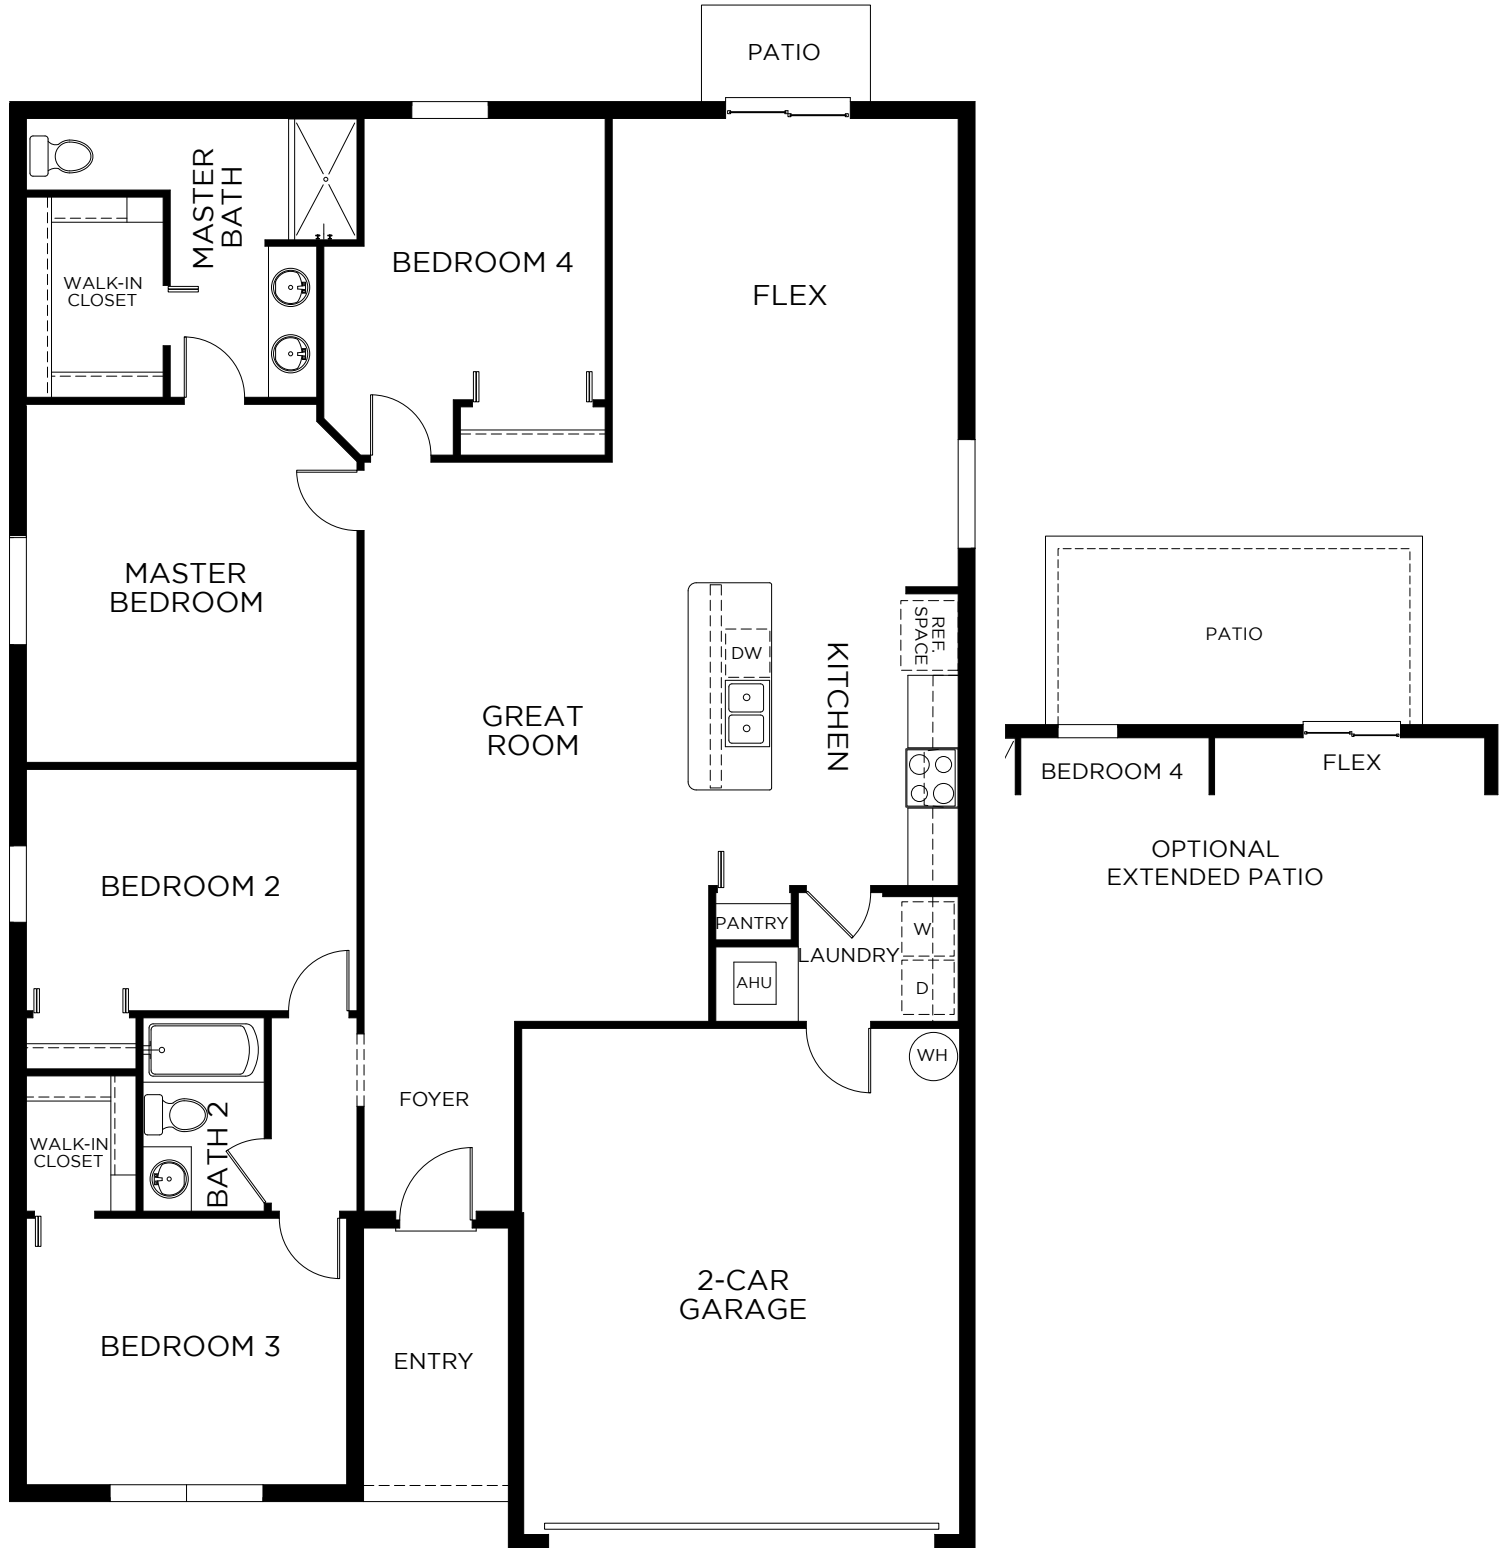 PATIO
MASTER
BATH
BEDROOM 4
WALK-IN
CLOSET
FLEX
MASTER
BEDROOM
REF.
SPACE
DW
KITCHEN
GREAT
ROOM
PATIO
BEDROOM 4
FLEX
OPTIONAL
EXTENDED PATIO
BEDROOM 2
PANTRY
W
LAUNDRY
AHU
D
WH
FOYER
BATH 2
WALK-IN
CLOSET
2-CAR
GARAGE
BEDROOM 3
ENTRY